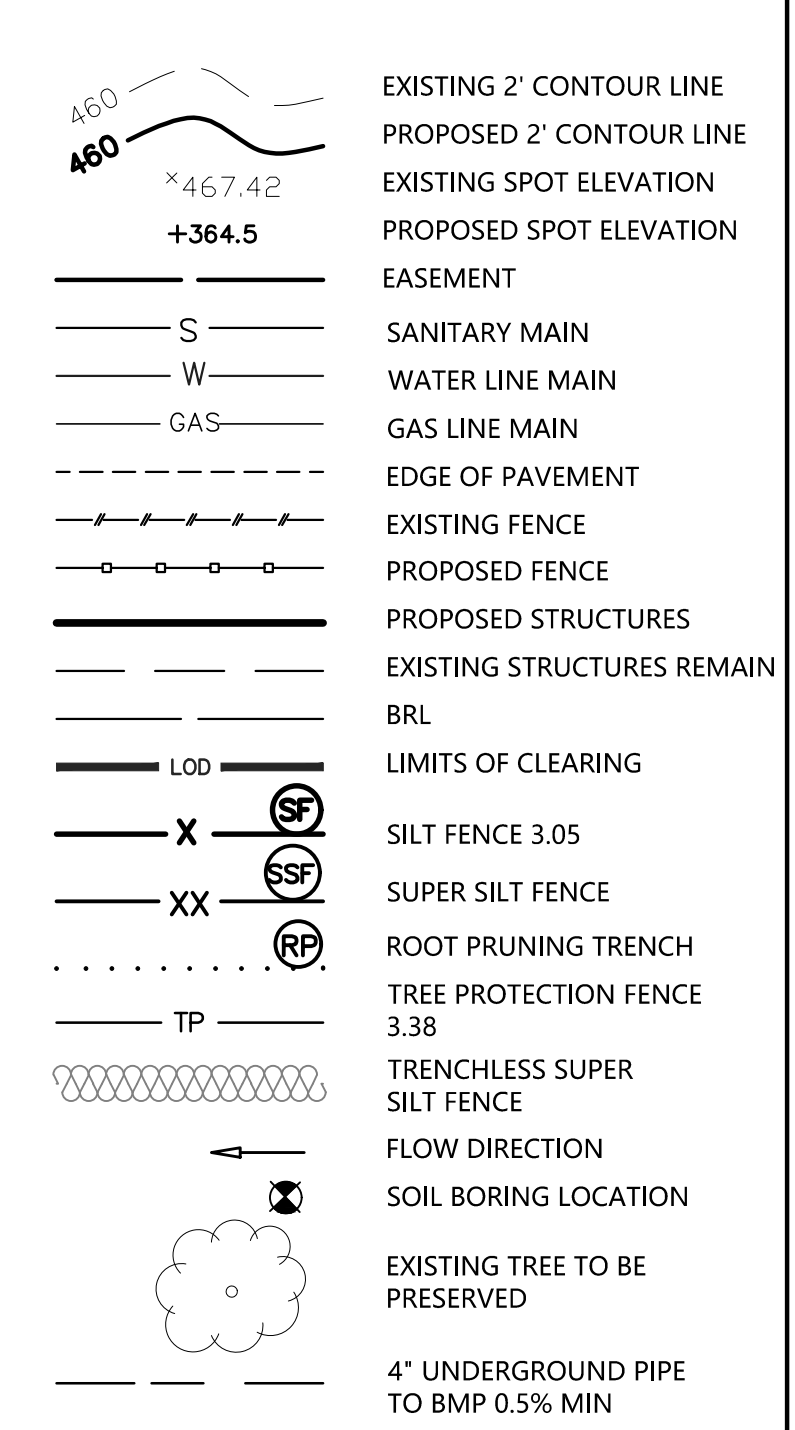 460 EXISTING 2' CONTOUR LINE
460 PROPOSED 2' CONTOUR LINE
×467.42 EXISTING SPOT ELEVATION
+364.5 PROPOSED SPOT ELEVATION
EASEMENT
S SANITARY MAIN
W WATER LINE MAIN
GAS GAS LINE MAIN
EDGE OF PAVEMENT
EXISTING FENCE
PROPOSED FENCE
PROPOSED STRUCTURES
EXISTING STRUCTURES REMAIN
BRL
LOD LIMITS OF CLEARING
SF
X SILT FENCE 3.05
SSF
XX SUPER SILT FENCE
RP ROOT PRUNING TRENCH
TREE PROTECTION FENCE
TP 3.38
TRENCHLESS SUPER
SILT FENCE
FLOW DIRECTION
SOIL BORING LOCATION
EXISTING TREE TO BE
PRESERVED
4" UNDERGROUND PIPE
TO BMP 0.5% MIN